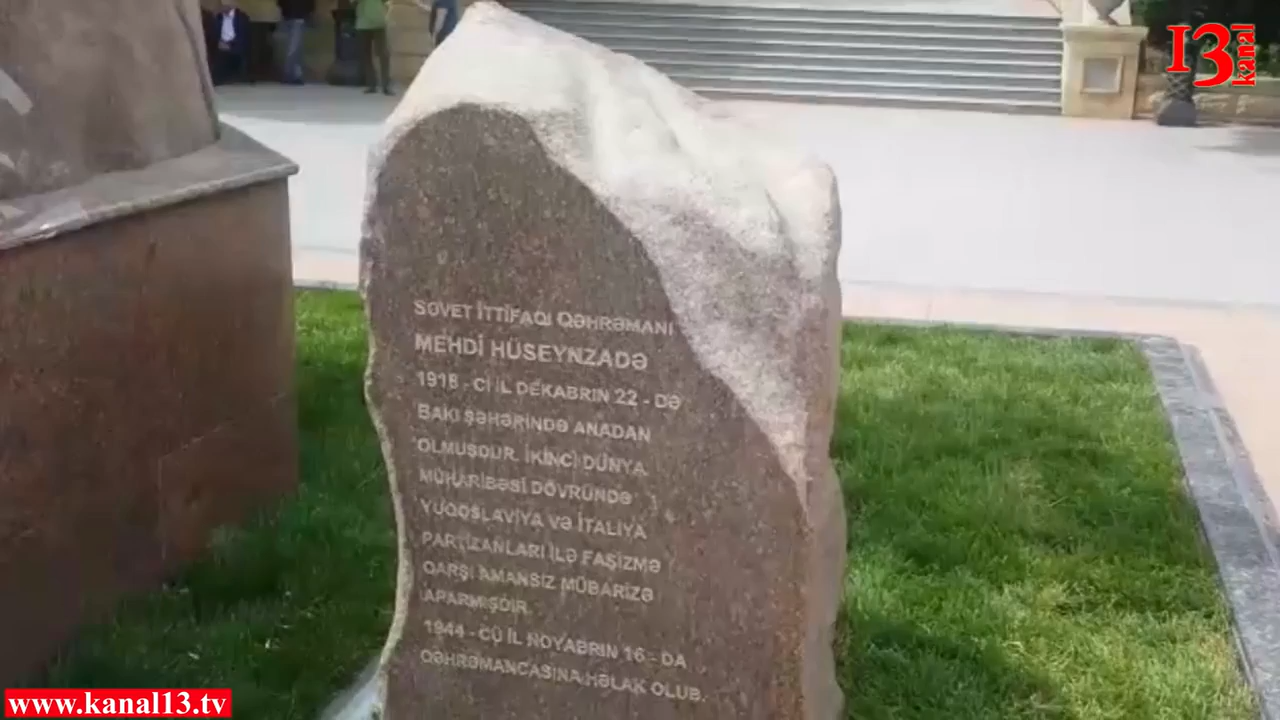 13 kanal
SOVET İTTİFAQI QƏHRƏMANI
MEHDİ HÜSEYNZADƏ
1918 - Cİ İL DEKABRIN 22 - DƏ
BAKI ŞƏHƏRİNDƏ ANADAN
OLMUŞDUR. İKİNCİ DÜNYA
MÜHARİBƏSİ DÖVRÜNDƏ
YUQOSLAVİYA VƏ İTALİYA
PARTİZANLARI İLƏ FAŞİZMƏ
QARŞI AMANSIZ MÜBARİZƏ
APARMIŞDIR.
1944 - CÜ İL NOYABRIN 16 - DA
QƏHRƏMANCASINA HƏLAK OLUB.
www.kanal13.tv